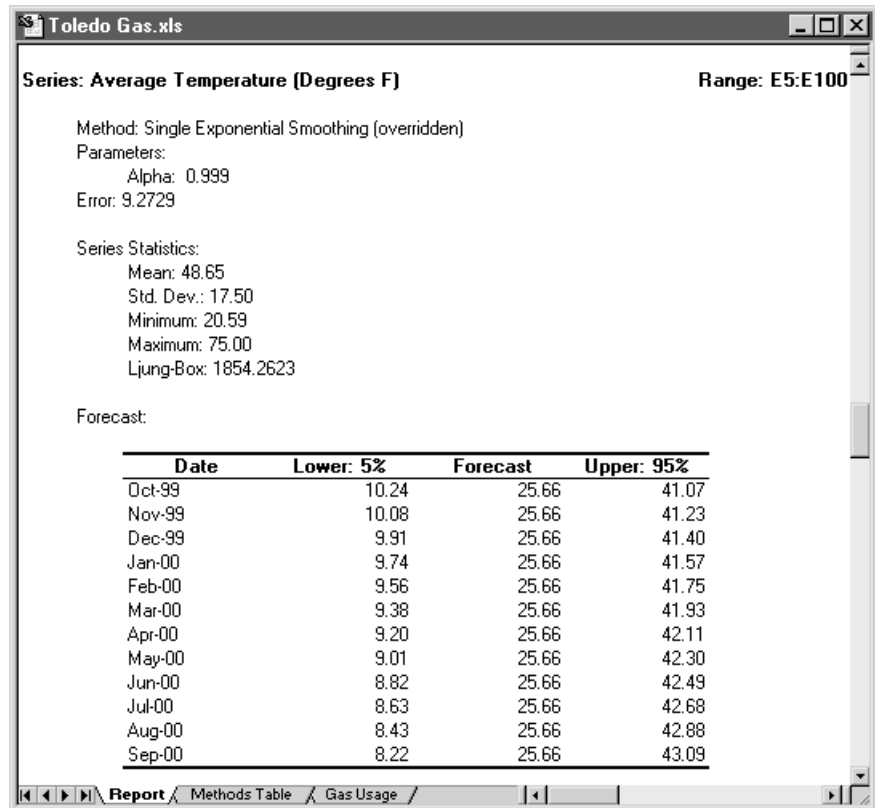 Toledo Gas.xls
Series: Average Temperature (Degrees F) Range: E5:E100
Method: Single Exponential Smoothing (overridden)
Parameters:
Alpha: 0.999
Error: 9.2729
Series Statistics:
Mean: 48.65
Std. Dev.: 17.50
Minimum: 20.59
Maximum: 75.00
Ljung-Box: 1854.2623
Forecast:
Date Lower: 5% Forecast Upper: 95%
Oct-99 10.24 25.66 41.07
Nov-99 10.08 25.66 41.23
Dec-99 9.91 25.66 41.40
Jan-00 9.74 25.66 41.57
Feb-00 9.56 25.66 41.75
Mar-00 9.38 25.66 41.93
Apr-00 9.20 25.66 42.11
May-00 9.01 25.66 42.30
Jun-00 8.82 25.66 42.49
Jul-00 8.63 25.66 42.68
Aug-00 8.43 25.66 42.88
Sep-00 8.22 25.66 43.09
Report Methods Table Gas Usage